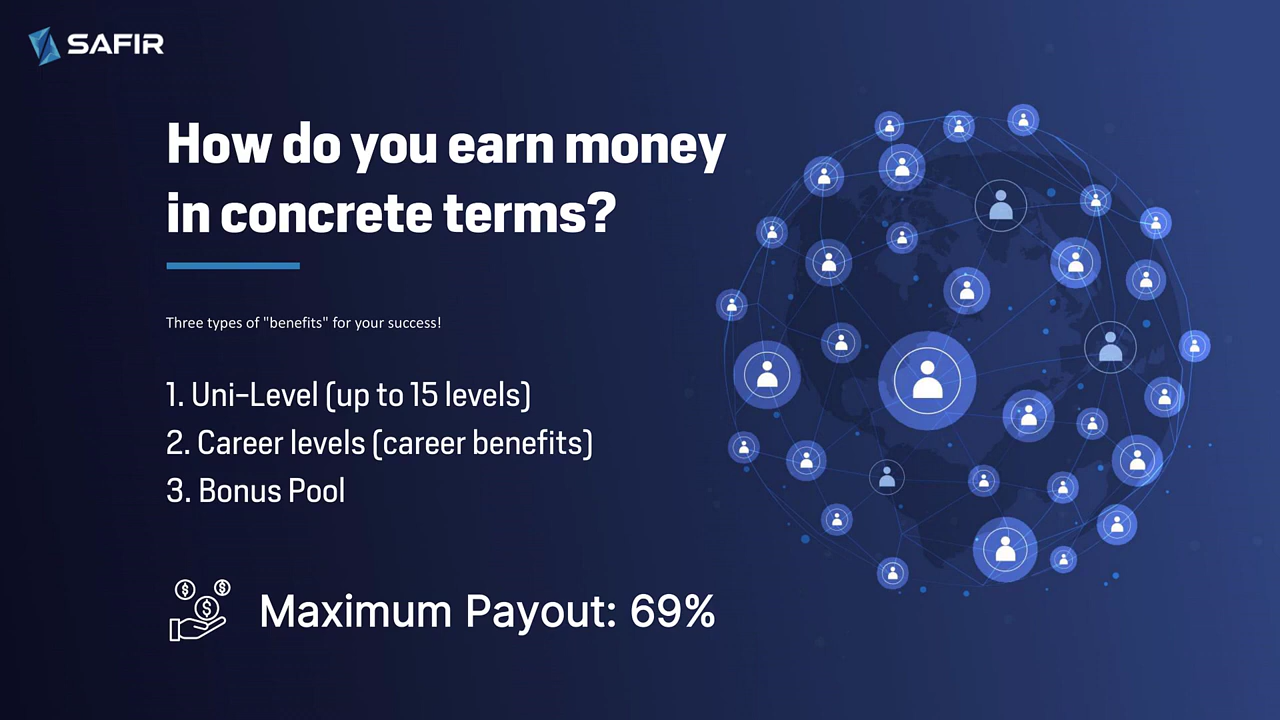 SAFIR
How do you earn money
in concrete terms?
Three types of "benefits" for your success!
1. Uni-Level (up to 15 levels)
2. Career levels (career benefits)
3. Bonus Pool
Maximum Payout: 69%